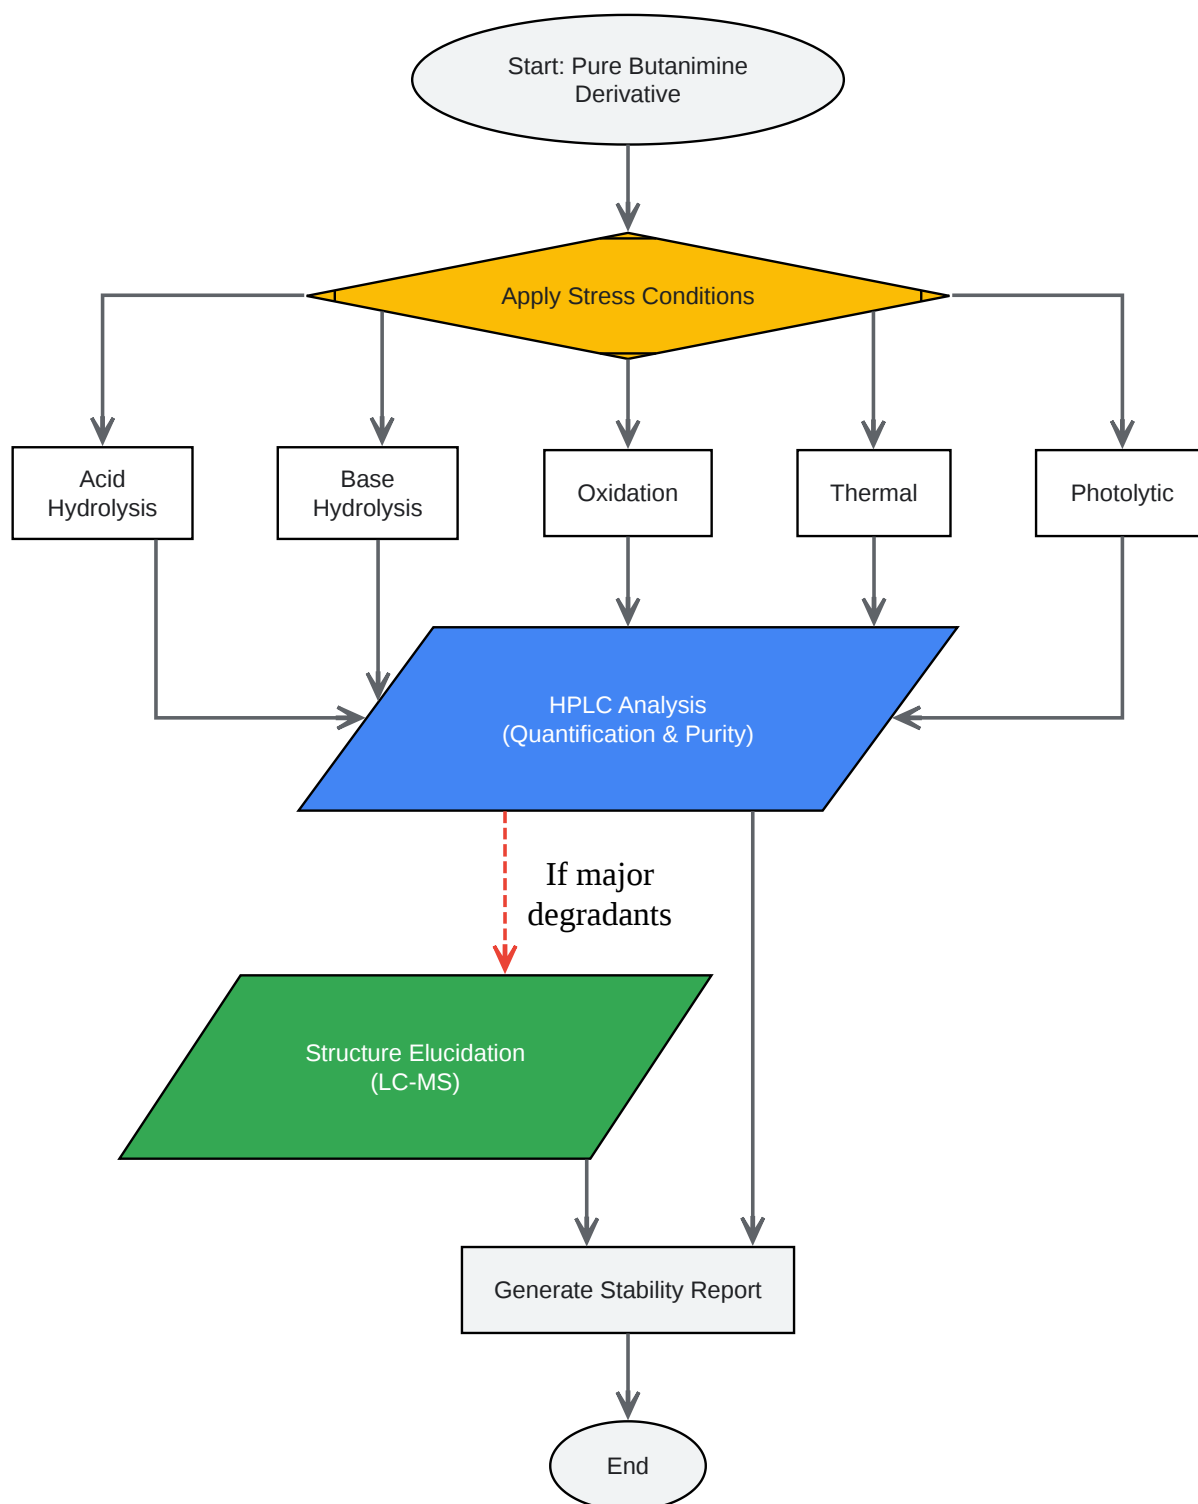 Start: Pure Butanimine
Derivative
Apply Stress Conditions
Acid
Hydrolysis
Base
Hydrolysis
Oxidation
Thermal
Photolytic
HPLC Analysis
(Quantification & Purity)
If major
degradants
Structure Elucidation
(LC-MS)
Generate Stability Report
End